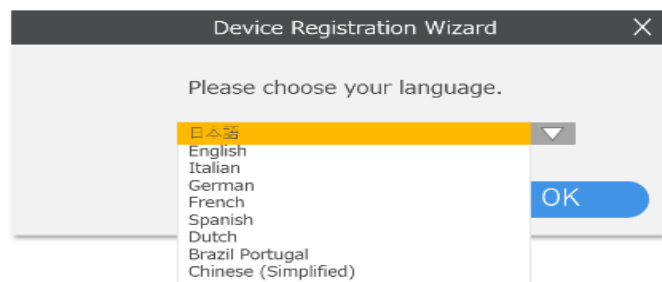 Device Registration Wizard
Please choose your language.
日本語
English
Italian
German
French
OK
Spanish
Dutch
Brazil Portugal
Chinese (Simplified)